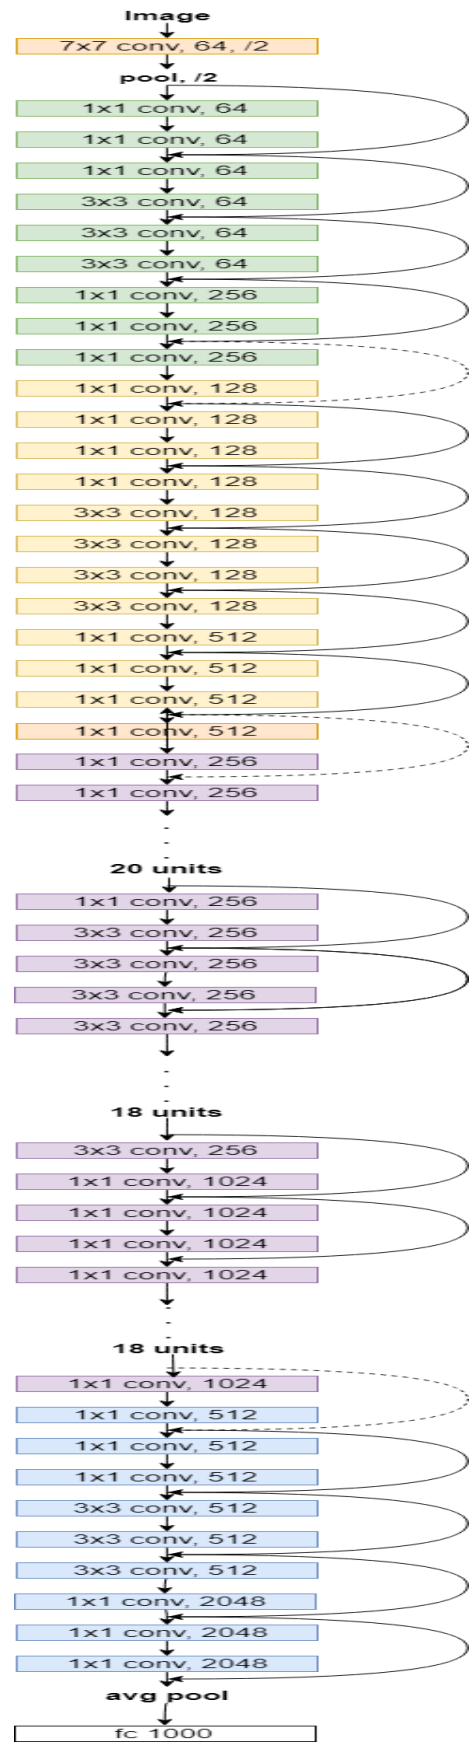 Image
7x7 conv, 64, /2
pool, /2
1x1 conv, 64
1x1 conv, 64
1x1 conv, 64
3x3 conv, 64
3x3 conv, 64
3x3 conv, 64
1x1 conv, 256
1x1 conv, 256
1x1 conv, 256
1x1 conv, 128
1x1 conv, 128
1x1 conv, 128
1x1 conv, 128
3x3 conv, 128
3x3 conv, 128
3x3 conv, 128
3x3 conv, 128
1x1 conv, 512
1x1 conv, 512
1x1 conv, 512
1x1 conv, 512
1x1 conv, 256
1x1 conv, 256
20 units
1x1 conv, 256
3x3 conv, 256
3x3 conv, 256
3x3 conv, 256
3x3 conv, 256
18 units
3x3 conv, 256
1x1 conv, 1024
1x1 conv, 1024
1x1 conv, 1024
1x1 conv, 1024
18 units
1x1 conv, 1024
1x1 conv, 512
1x1 conv, 512
1x1 conv, 512
3x3 conv, 512
3x3 conv, 512
3x3 conv, 512
1x1 conv, 2048
1x1 conv, 2048
1x1 conv, 2048
avg pool
fc 1000